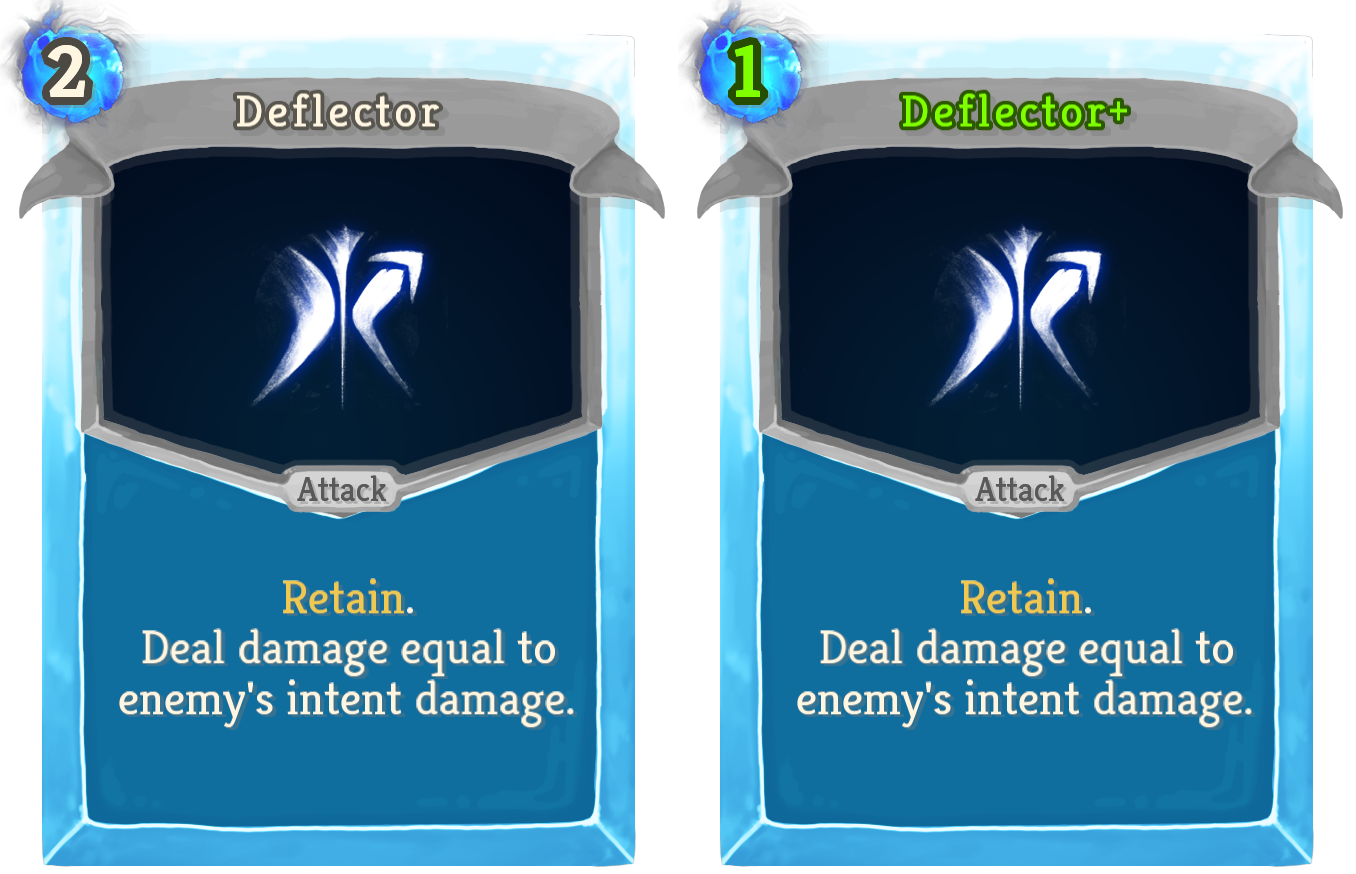 2
Deflector
Attack
Retain.
Deal damage equal to
enemy's intent damage.
1
Deflector+
Attack
Retain.
Deal damage equal to
enemy's intent damage.